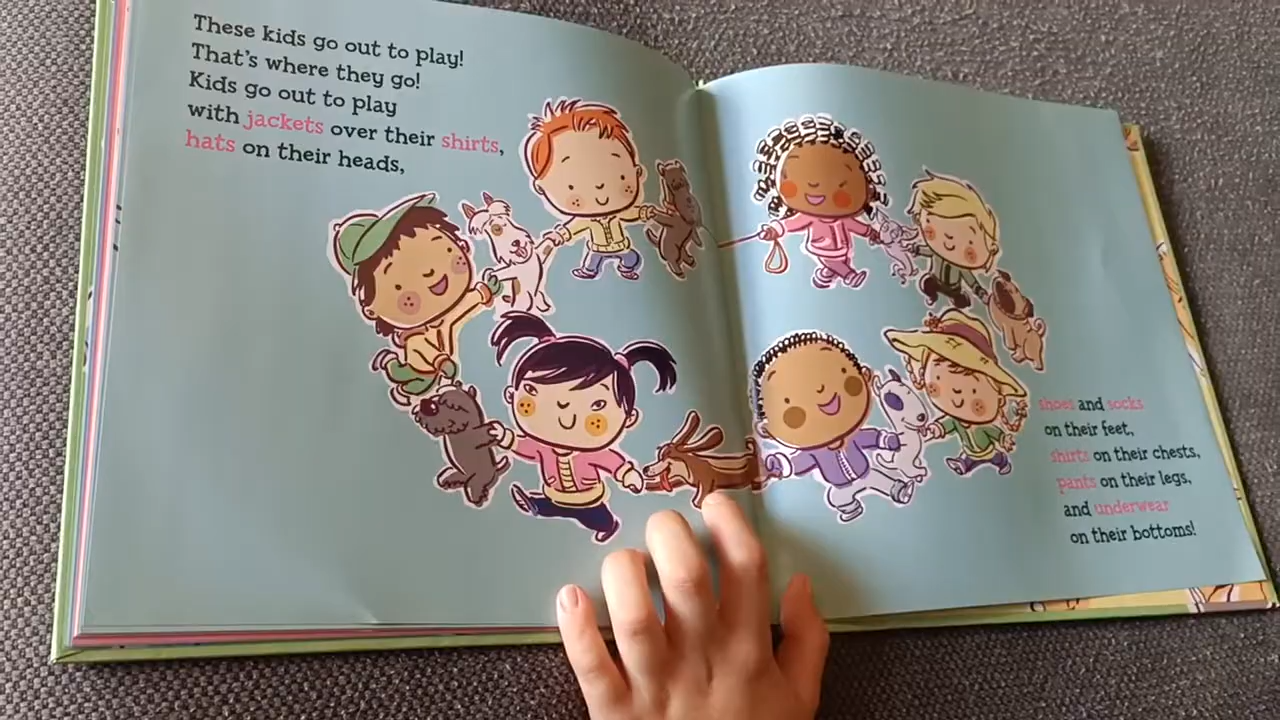 These kids go out to play!
That's where they go!
Kids go out to play
with jackets over their shirts,
hats on their heads,
shoes and socks
on their feet,
shirts on their chests,
pants on their legs,
and underwear
on their bottoms!